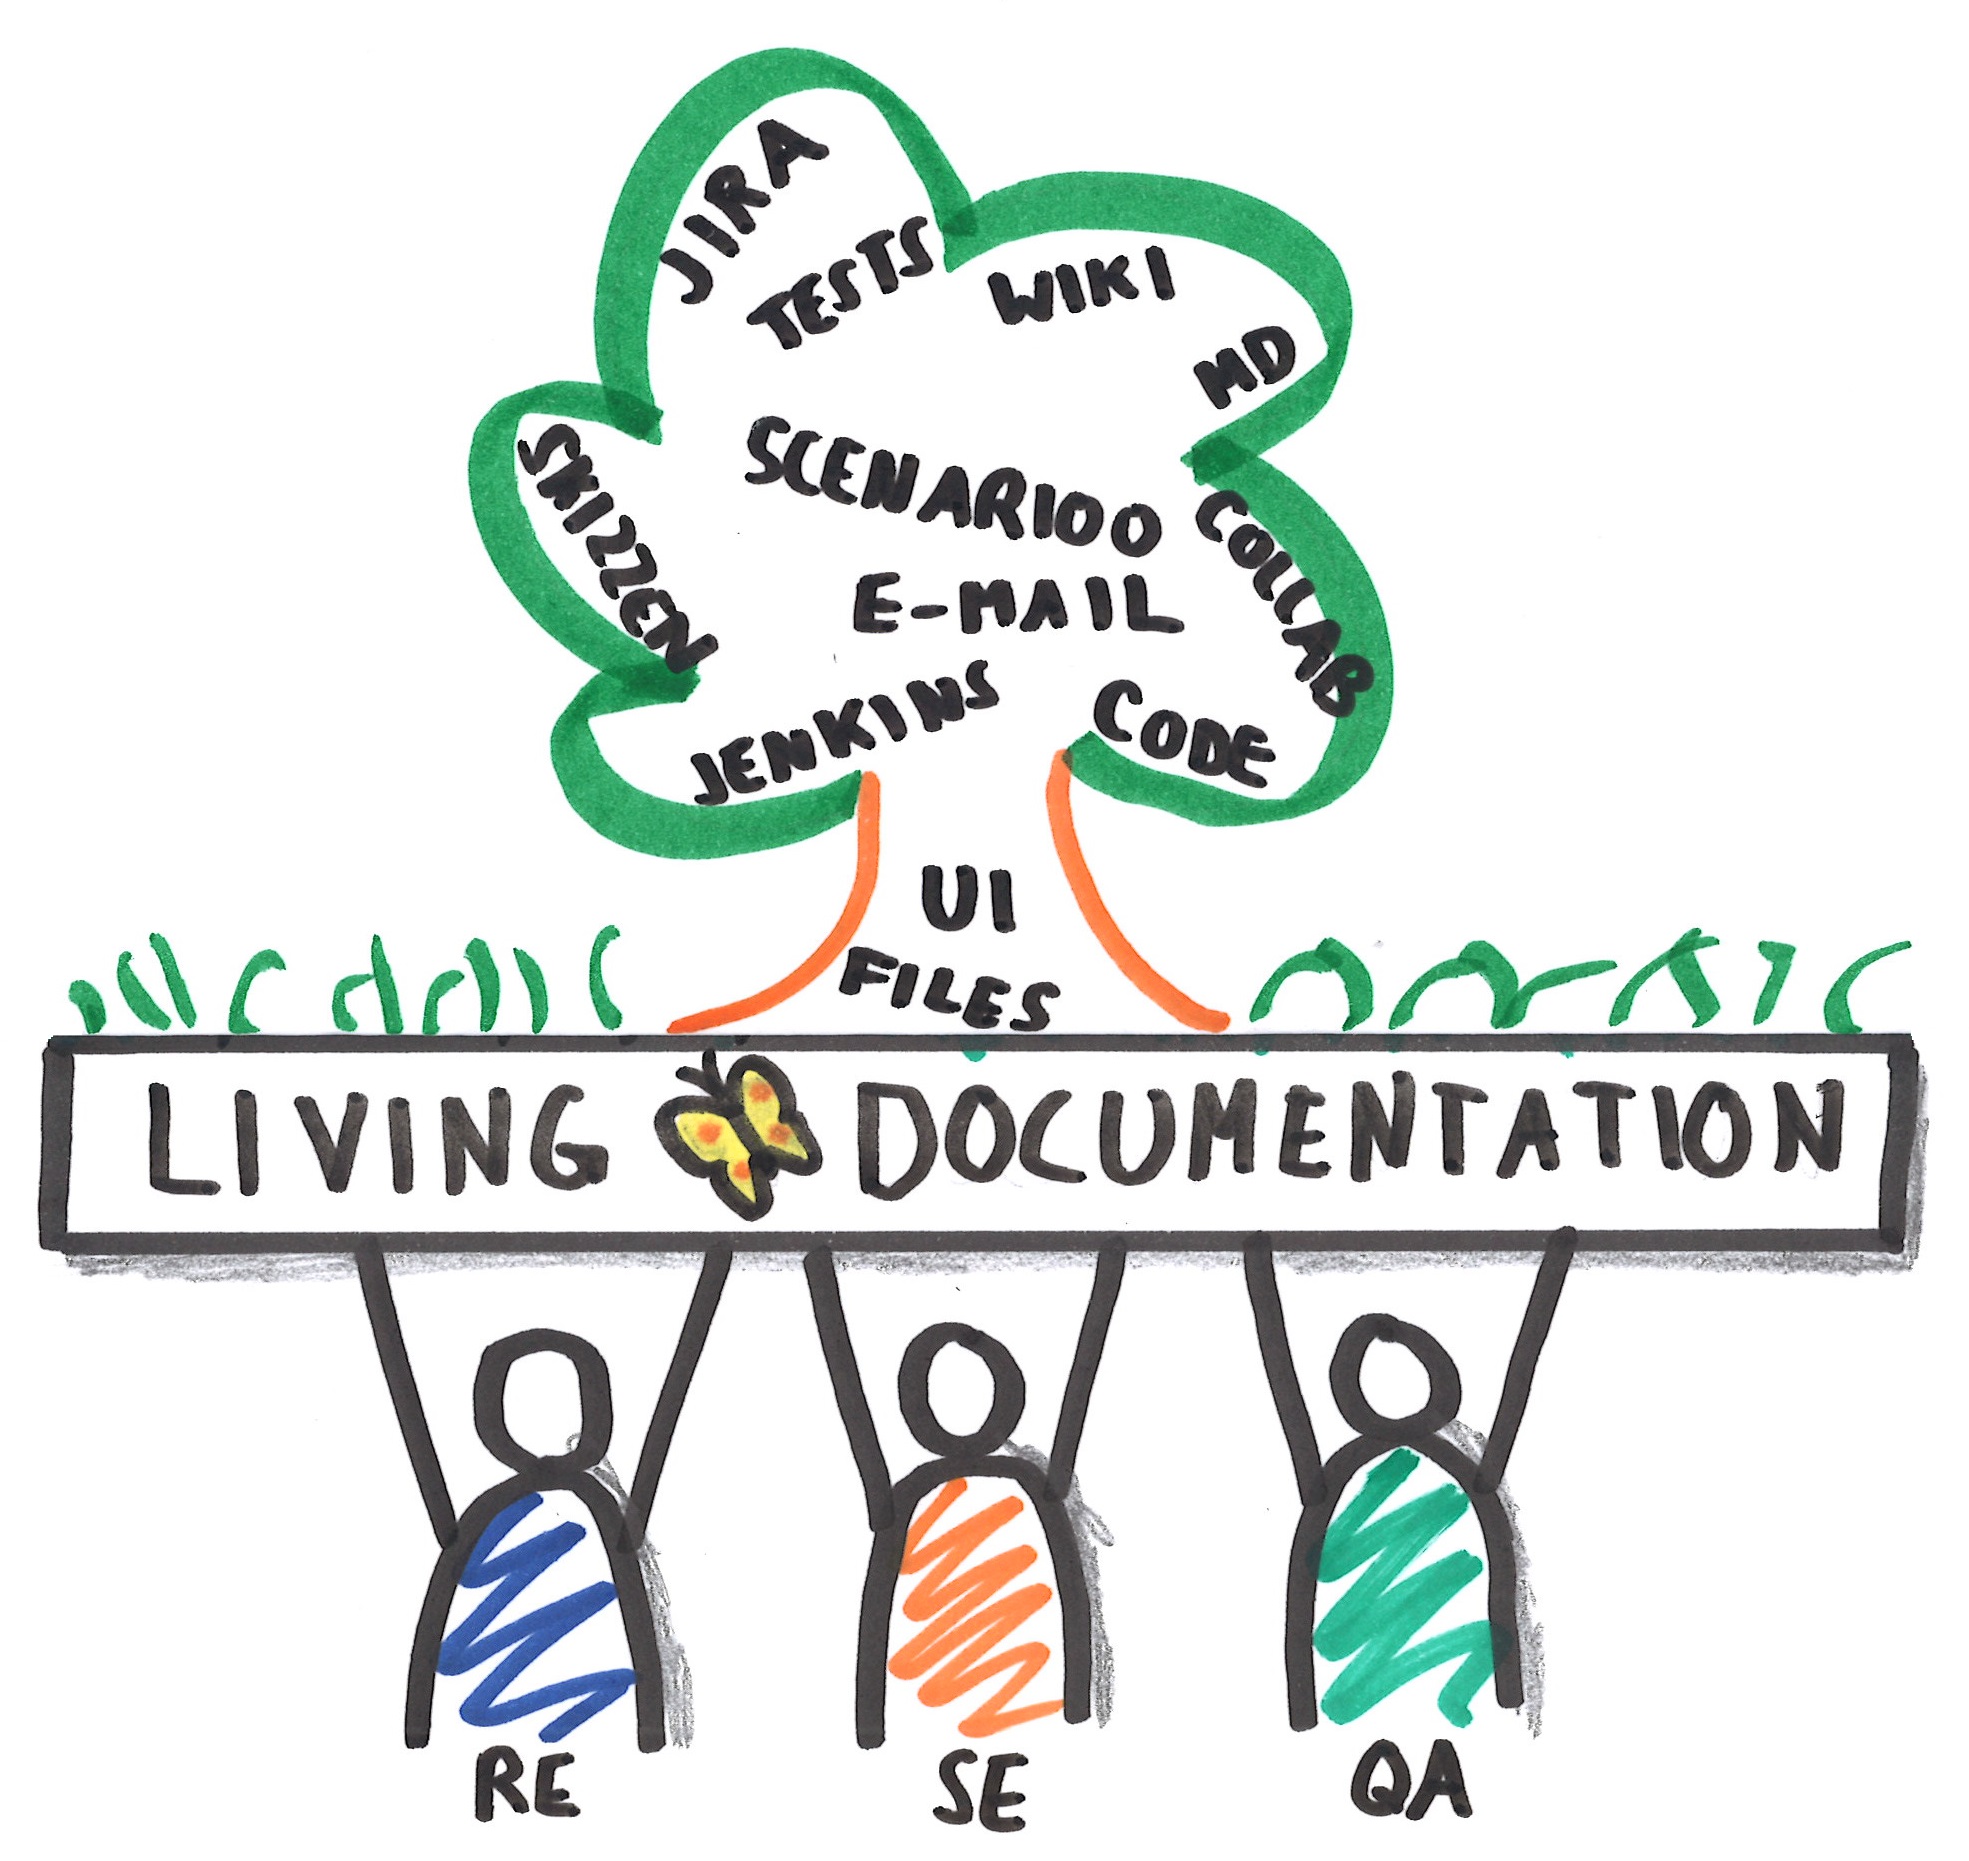 JIRA
TESTS
WIKI
MD
SKIZZEN
SCENARIOO
COLLAB
E-MAIL
JENKINS
CODE
UI
FILES
LIVING DOCUMENTATION
RE
SE
QA